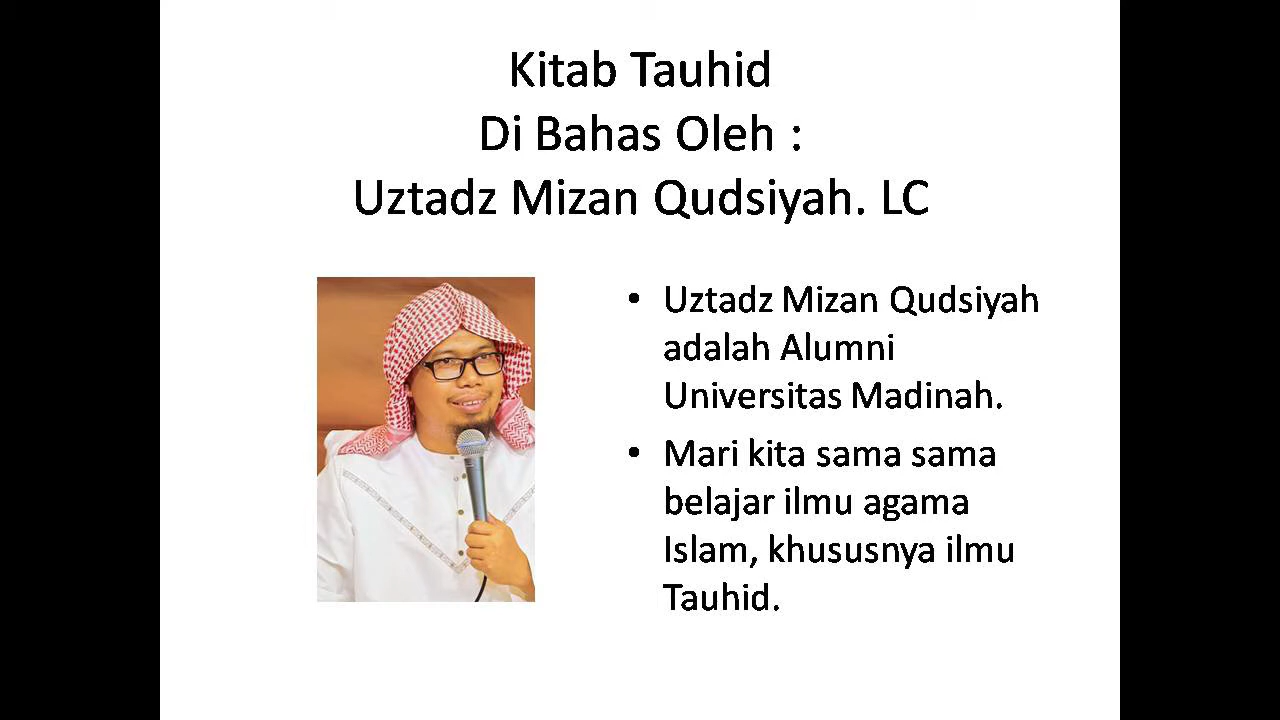 Kitab Tauhid
Di Bahas Oleh :
Uztadz Mizan Qudsiyah. LC
• Uztadz Mizan Qudsiyah
adalah Alumni
Universitas Madinah.
• Mari kita sama sama
belajar ilmu agama
Islam, khususnya ilmu
Tauhid.